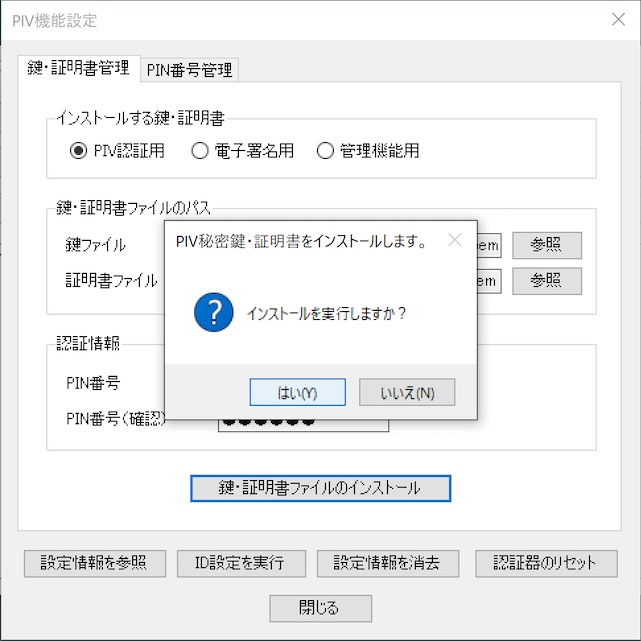 PIV機能設定
鍵・証明書管理
PIN番号管理
インストールする鍵・証明書
PIV認証用
電子署名用
管理機能用
鍵・証明書ファイルのパス
鍵ファイル
em
参照
証明書ファイル
em
参照
PIV秘密鍵・証明書をインストールします。
インストールを実行しますか？
はい(Y)
いいえ(N)
認証情報
PIN番号
PIN番号(確認)
鍵・証明書ファイルのインストール
設定情報を参照
ID設定を実行
設定情報を消去
認証器のリセット
閉じる